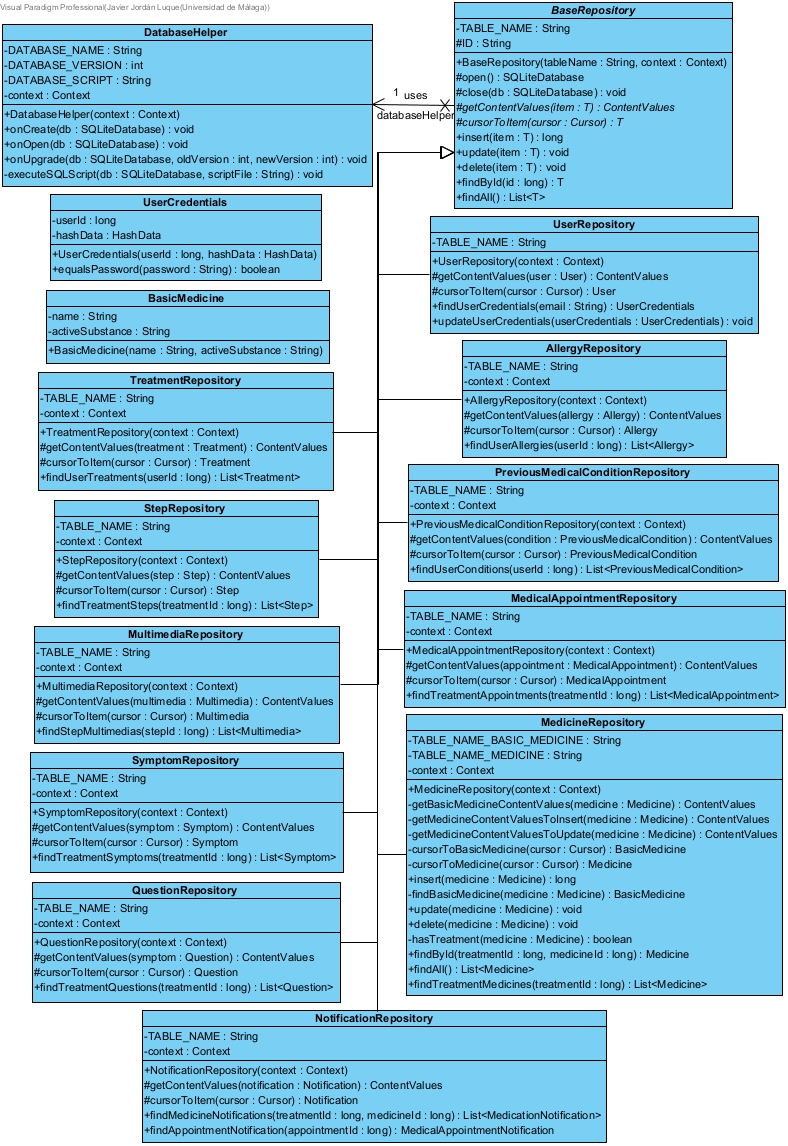 Visual Paradigm Professional(Javier Jordán Luque(Universidad de Málaga))
DatabaseHelper
-DATABASE_NAME : String
-DATABASE_VERSION : int
-DATABASE_SCRIPT : String
-context : Context
+DatabaseHelper(context : Context)
+onCreate(db : SQLiteDatabase) : void
+onOpen(db : SQLiteDatabase) : void
+onUpgrade(db : SQLiteDatabase, oldVersion : int, newVersion : int) : void
-executeSQLScript(db : SQLiteDatabase, scriptFile : String) : void
1 uses
databaseHelper
BaseRepository
-TABLE_NAME : String
#ID : String
+BaseRepository(tableName : String, context : Context)
#open() : SQLiteDatabase
#close(db : SQLiteDatabase) : void
#getContentValues(item : T) : ContentValues
#cursorToItem(cursor : Cursor) : T
+insert(item : T) : long
+update(item : T) : void
+delete(item : T) : void
+findById(id : long) : T
+findAll() : List<T>
UserCredentials
-userId : long
-hashData : HashData
+UserCredentials(userId : long, hashData : HashData)
+equalsPassword(password : String) : boolean
UserRepository
-TABLE_NAME : String
+UserRepository(context : Context)
#getContentValues(user : User) : ContentValues
#cursorToItem(cursor : Cursor) : User
+findUserCredentials(email : String) : UserCredentials
+updateUserCredentials(userCredentials : UserCredentials) : void
BasicMedicine
-name : String
-activeSubstance : String
+BasicMedicine(name : String, activeSubstance : String)
AllergyRepository
-TABLE_NAME : String
-context : Context
+AllergyRepository(context : Context)
#getContentValues(allergy : Allergy) : ContentValues
#cursorToItem(cursor : Cursor) : Allergy
+findUserAllergies(userId : long) : List<Allergy>
TreatmentRepository
-TABLE_NAME : String
-context : Context
+TreatmentRepository(context : Context)
#getContentValues(treatment : Treatment) : ContentValues
#cursorToItem(cursor : Cursor) : Treatment
+findUserTreatments(userId : long) : List<Treatment>
PreviousMedicalConditionRepository
-TABLE_NAME : String
-context : Context
+PreviousMedicalConditionRepository(context : Context)
#getContentValues(condition : PreviousMedicalCondition) : ContentValues
#cursorToItem(cursor : Cursor) : PreviousMedicalCondition
+findUserConditions(userId : long) : List<PreviousMedicalCondition>
StepRepository
-TABLE_NAME : String
-context : Context
+StepRepository(context : Context)
#getContentValues(step : Step) : ContentValues
#cursorToItem(cursor : Cursor) : Step
+findTreatmentSteps(treatmentId : long) : List<Step>
MedicalAppointmentRepository
-TABLE_NAME : String
-context : Context
+MedicalAppointmentRepository(context : Context)
#getContentValues(appointment : MedicalAppointment) : ContentValues
#cursorToItem(cursor : Cursor) : MedicalAppointment
+findTreatmentAppointments(treatmentId : long) : List<MedicalAppointment>
MultimediaRepository
-TABLE_NAME : String
-context : Context
+MultimediaRepository(context : Context)
#getContentValues(multimedia : Multimedia) : ContentValues
#cursorToItem(cursor : Cursor) : Multimedia
+findStepMultimedias(stepId : long) : List<Multimedia>
MedicineRepository
-TABLE_NAME_BASIC_MEDICINE : String
-TABLE_NAME_MEDICINE : String
-context : Context
+MedicineRepository(context : Context)
-getBasicMedicineContentValues(medicine : Medicine) : ContentValues
-getMedicineContentValuesToInsert(medicine : Medicine) : ContentValues
-getMedicineContentValuesToUpdate(medicine : Medicine) : ContentValues
-cursorToBasicMedicine(cursor : Cursor) : BasicMedicine
-cursorToMedicine(cursor : Cursor) : Medicine
+insert(medicine : Medicine) : long
-findBasicMedicine(medicine : Medicine) : BasicMedicine
+update(medicine : Medicine) : void
+delete(medicine : Medicine) : void
-hasTreatment(medicine : Medicine) : boolean
+findById(treatmentId : long, medicineId : long) : Medicine
+findAll() : List<Medicine>
+findTreatmentMedicines(treatmentId : long) : List<Medicine>
SymptomRepository
-TABLE_NAME : String
-context : Context
+SymptomRepository(context : Context)
#getContentValues(symptom : Symptom) : ContentValues
#cursorToItem(cursor : Cursor) : Symptom
+findTreatmentSymptoms(treatmentId : long) : List<Symptom>
QuestionRepository
-TABLE_NAME : String
-context : Context
+QuestionRepository(context : Context)
#getContentValues(symptom : Question) : ContentValues
#cursorToItem(cursor : Cursor) : Question
+findTreatmentQuestions(treatmentId : long) : List<Question>
NotificationRepository
-TABLE_NAME : String
-context : Context
+NotificationRepository(context : Context)
#getContentValues(notification : Notification) : ContentValues
#cursorToItem(cursor : Cursor) : Notification
+findMedicineNotifications(treatmentId : long, medicineId : long) : List<MedicationNotification>
+findAppointmentNotification(appointmentId : long) : MedicalAppointmentNotification